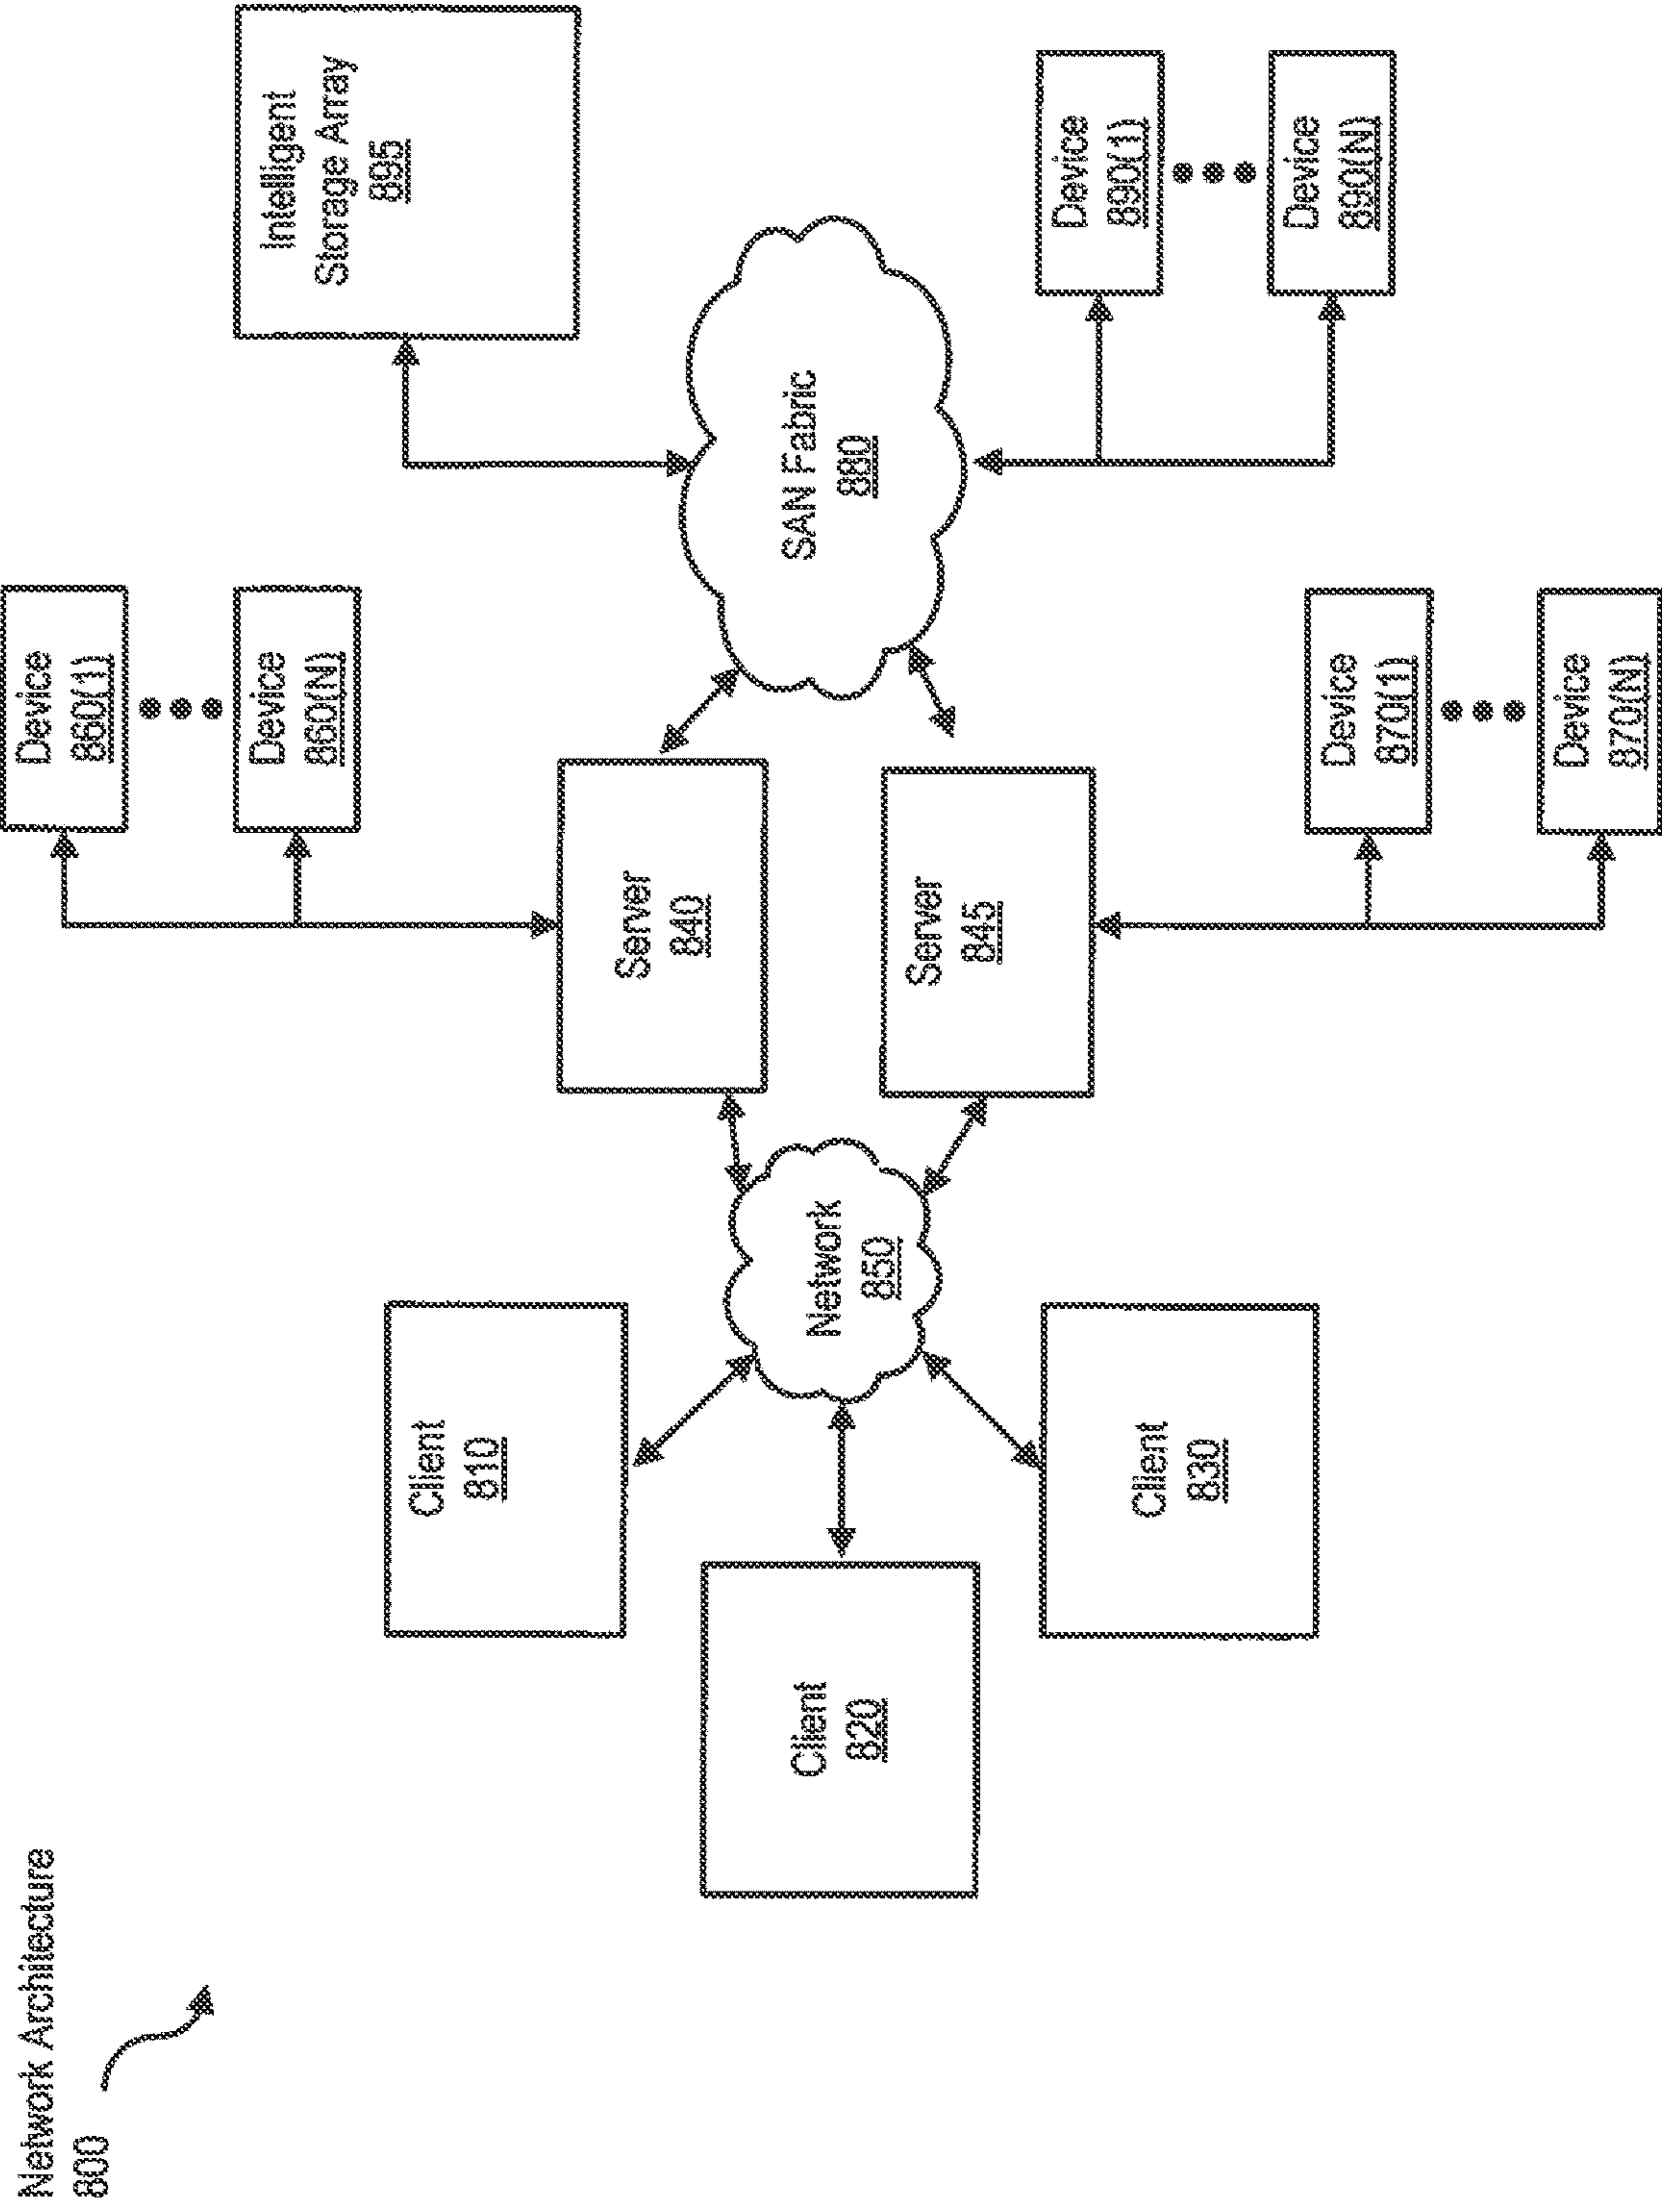 Network Architecture
800
Device
860(1)
Device
860(N)
Intelligent
Storage Array
895
Client
810
Server
840
Client
820
Network
850
SAN Fabric
880
Server
845
Device
890(1)
Device
890(N)
Client
830
Device
870(1)
Device
870(N)